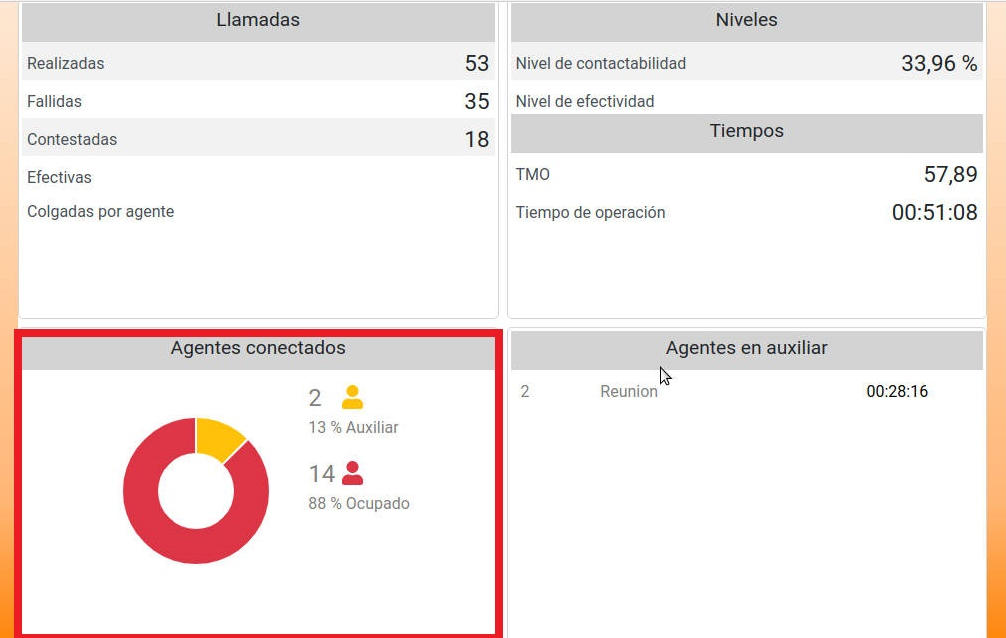 Llamadas
Realizadas 53
Fallidas 35
Contestadas 18
Efectivas
Colgadas por agente
Niveles
Nivel de contactabilidad 33,96 %
Nivel de efectividad
Tiempos
TMO 57,89
Tiempo de operación 00:51:08
Agentes conectados
2
13 % Auxiliar
14
88 % Ocupado
Agentes en auxiliar
2 Reunion 00:28:16